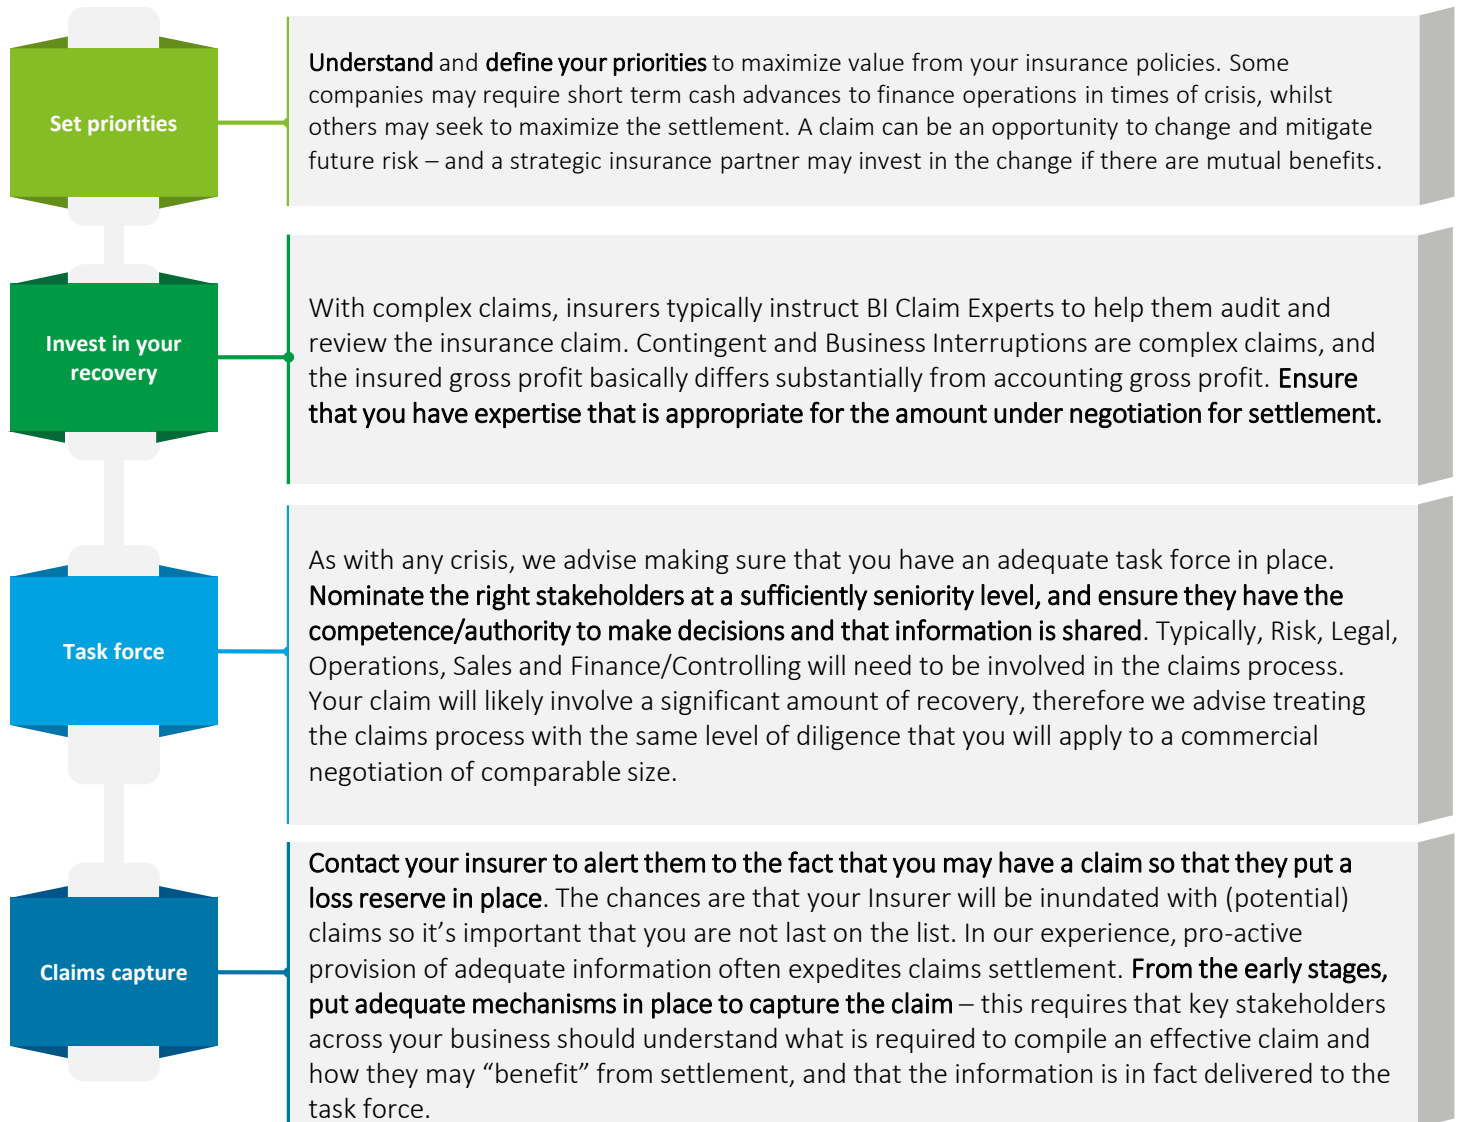 Set priorities
Understand and define your priorities to maximize value from your insurance policies. Some
companies may require short term cash advances to finance operations in times of crisis, whilst
others may seek to maximize the settlement. A claim can be an opportunity to change and mitigate
future risk – and a strategic insurance partner may invest in the change if there are mutual benefits.
Invest in your
recovery
With complex claims, insurers typically instruct BI Claim Experts to help them audit and
review the insurance claim. Contingent and Business Interruptions are complex claims, and
the insured gross profit basically differs substantially from accounting gross profit. Ensure
that you have expertise that is appropriate for the amount under negotiation for settlement.
Task force
As with any crisis, we advise making sure that you have an adequate task force in place.
Nominate the right stakeholders at a sufficiently seniority level, and ensure they have the
competence/authority to make decisions and that information is shared. Typically, Risk, Legal,
Operations, Sales and Finance/Controlling will need to be involved in the claims process.
Your claim will likely involve a significant amount of recovery, therefore we advise treating
the claims process with the same level of diligence that you will apply to a commercial
negotiation of comparable size.
Claims capture
Contact your insurer to alert them to the fact that you may have a claim so that they put a
loss reserve in place. The chances are that your Insurer will be inundated with (potential)
claims so it’s important that you are not last on the list. In our experience, pro-active
provision of adequate information often expedites claims settlement. From the early stages,
put adequate mechanisms in place to capture the claim – this requires that key stakeholders
across your business should understand what is required to compile an effective claim and
how they may “benefit” from settlement, and that the information is in fact delivered to the
task force.